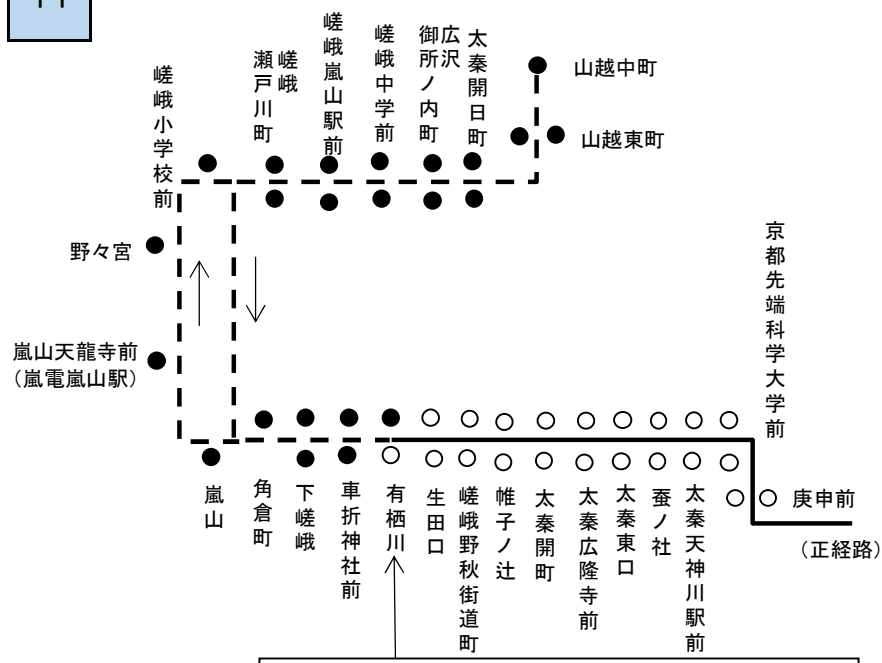 11
嵯峨小学校前
嵯峨
瀬戸川町
嵯峨嵐山駅前
嵯峨中学前
広沢
御所ノ内町
太秦開日町
山越中町
山越東町
野々宮
嵐山天龍寺前
（嵐電嵐山駅）
京都先端科学大学前
嵐山
角倉町
下嵯峨
車折神社前
有栖川
生田口
嵯峨野秋街道町
帷子ノ辻
太秦開町
太秦広隆寺前
太秦東口
蚕ノ社
太秦天神川駅前
庚申前
（正経路）